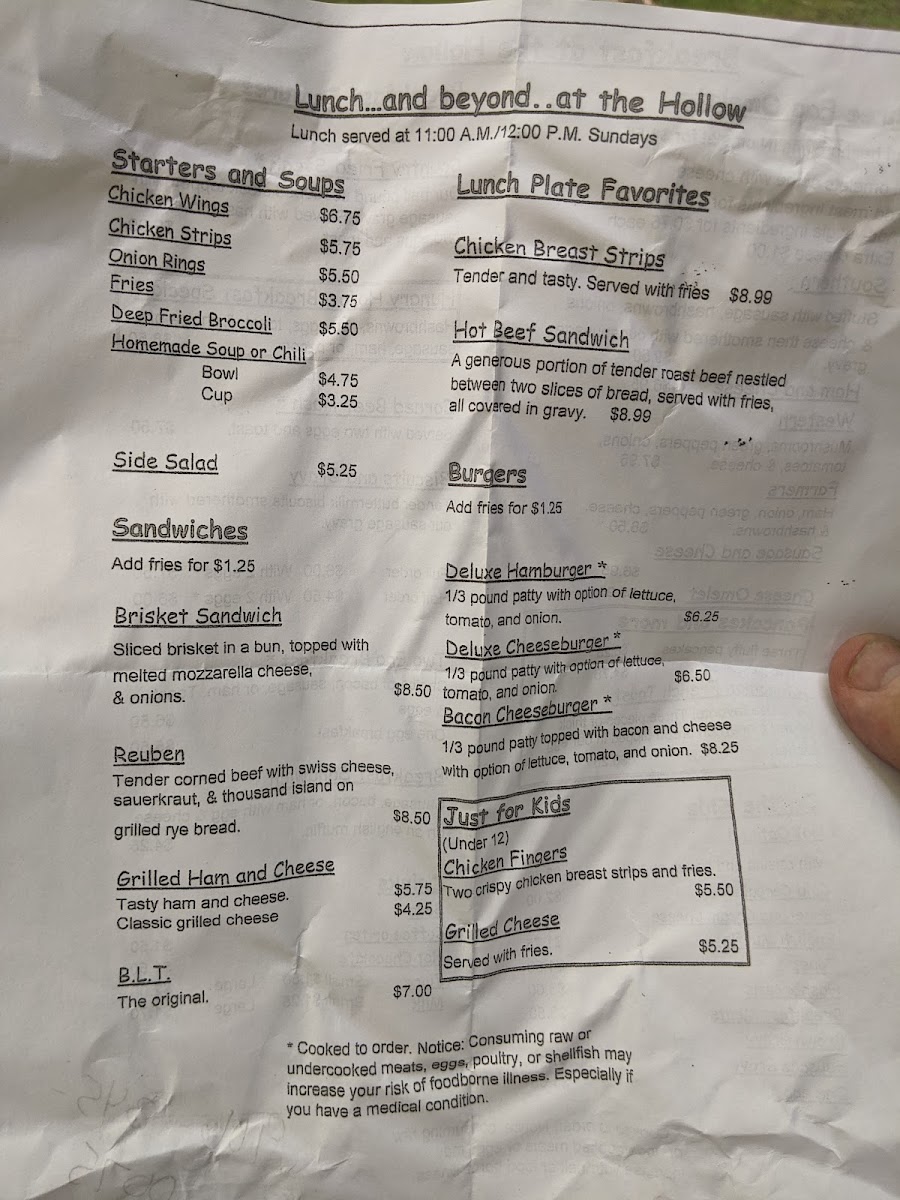 Lunch...and beyond..at the Hollow
Lunch served at 11:00 A.M./12:00 P.M. Sundays
Starters and Soups
Chicken Wings $6.75
Chicken Strips $5.75
Onion Rings $5.50
Fries $3.75
Deep Fried Broccoli $5.50
Homemade Soup or Chili
Bowl $4.75
Cup $3.25
Side Salad $5.25
Sandwiches
Add fries for $1.25
Brisket Sandwich
Sliced brisket in a bun, topped with
melted mozzarella cheese,
& onions. $8.50
Reuben
Tender corned beef with swiss cheese,
sauerkraut, & thousand island on
grilled rye bread. $8.50
Grilled Ham and Cheese
Tasty ham and cheese. $5.75
Classic grilled cheese $4.25
B.L.T.
The original. $7.00
Lunch Plate Favorites
Chicken Breast Strips
Tender and tasty. Served with fries $8.99
Hot Beef Sandwich
A generous portion of tender roast beef nestled
between two slices of bread, served with fries,
all covered in gravy. $8.99
Burgers
Add fries for $1.25
Deluxe Hamburger *
1/3 pound patty with option of lettuce,
tomato, and onion. $6.25
Deluxe Cheeseburger *
1/3 pound patty with option of lettuce,
tomato, and onion. $6.50
Bacon Cheeseburger *
1/3 pound patty topped with bacon and cheese
with option of lettuce, tomato, and onion. $8.25
Just for Kids
(Under 12)
Chicken Fingers
Two crispy chicken breast strips and fries.
$5.50
Grilled Cheese
Served with fries. $5.25
* Cooked to order. Notice: Consuming raw or
undercooked meats, eggs, poultry, or shellfish may
increase your risk of foodborne illness. Especially if
you have a medical condition.